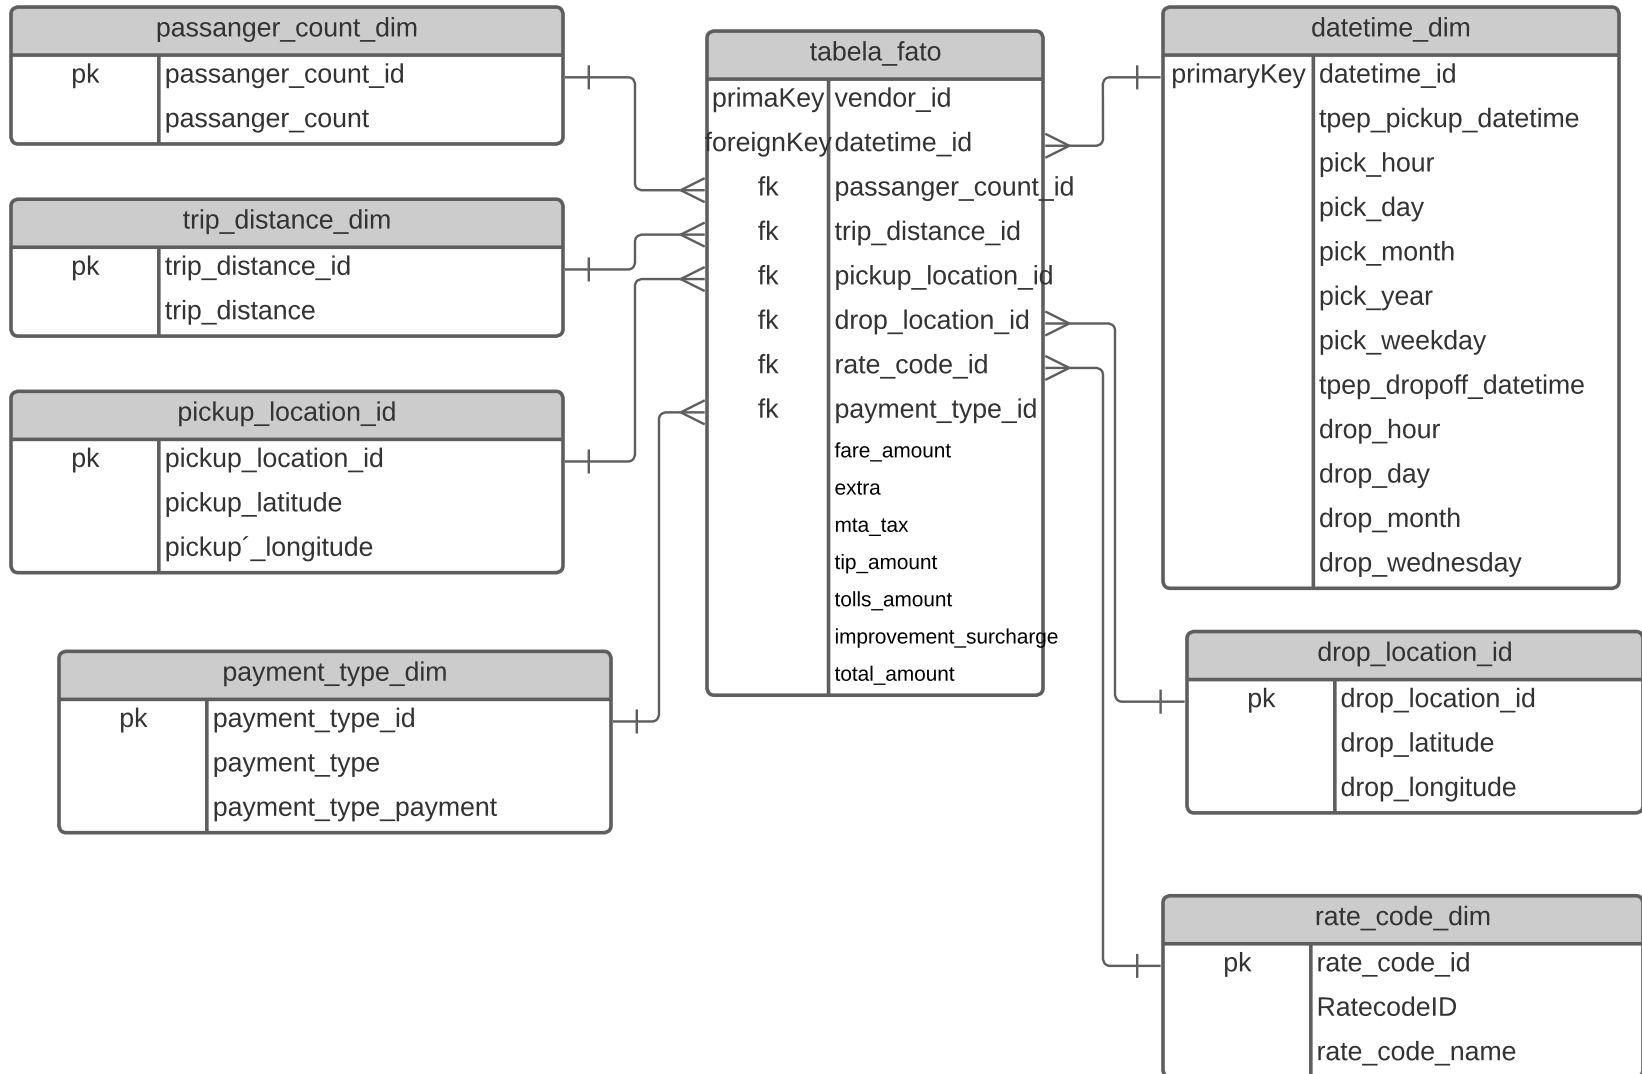 passanger_count_dim
pk passanger_count_id
passanger_count
trip_distance_dim
pk trip_distance_id
trip_distance
pickup_location_id
pk pickup_location_id
pickup_latitude
pickup´_longitude
payment_type_dim
pk payment_type_id
payment_type
payment_type_payment
tabela_fato
primaKey vendor_id
foreignKey datetime_id
fk passanger_count_id
fk trip_distance_id
fk pickup_location_id
fk drop_location_id
fk rate_code_id
fk payment_type_id
fare_amount
extra
mta_tax
tip_amount
tolls_amount
improvement_surcharge
total_amount
datetime_dim
primaryKey datetime_id
tpep_pickup_datetime
pick_hour
pick_day
pick_month
pick_year
pick_weekday
tpep_dropoff_datetime
drop_hour
drop_day
drop_month
drop_wednesday
drop_location_id
pk drop_location_id
drop_latitude
drop_longitude
rate_code_dim
pk rate_code_id
RatecodeID
rate_code_name